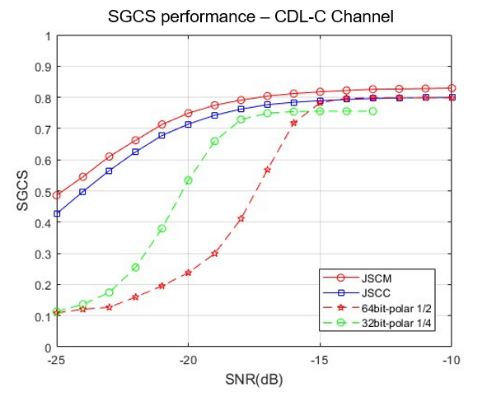 SGCS performance – CDL-C Channel
1
0.9
0.8
0.7
0.6
0.5
0.4
0.3
0.2
0.1
0
SGCS
-25
-20
-15
-10
SNR(dB)
JSCM
JSCC
64bit-polar 1/2
32bit-polar 1/4